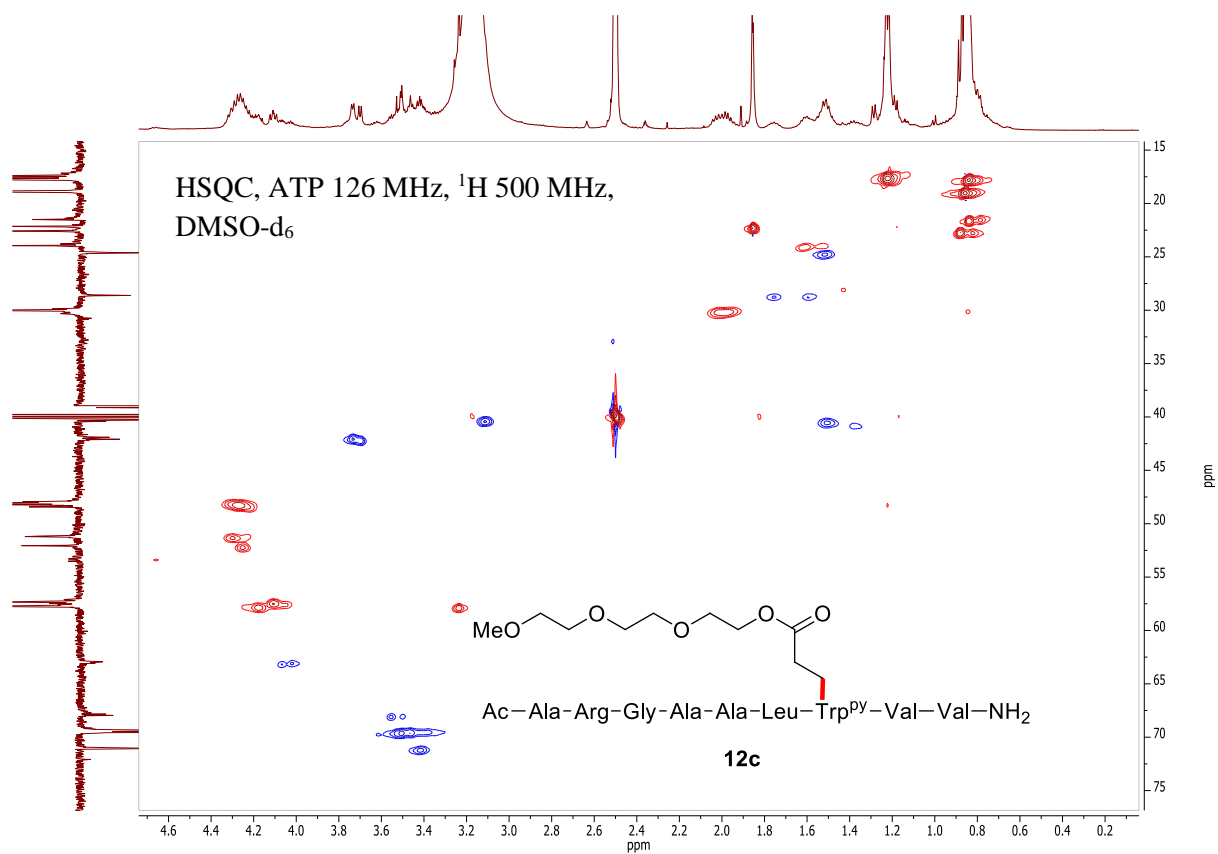 HSQC, ATP 126 MHz, ¹H 500 MHz,
DMSO-d₆
15
20
25
30
35
40
45
50
55
60
65
70
75
ppm
O O O O
MeO O
Ac–Ala–Arg–Gly–Ala–Ala–Leu–Trpᵖʸ–Val–Val–NH₂
12c
4.6 4.4 4.2 4.0 3.8 3.6 3.4 3.2 3.0 2.8 2.6 2.4 2.2 2.0 1.8 1.6 1.4 1.2 1.0 0.8 0.6 0.4 0.2
ppm